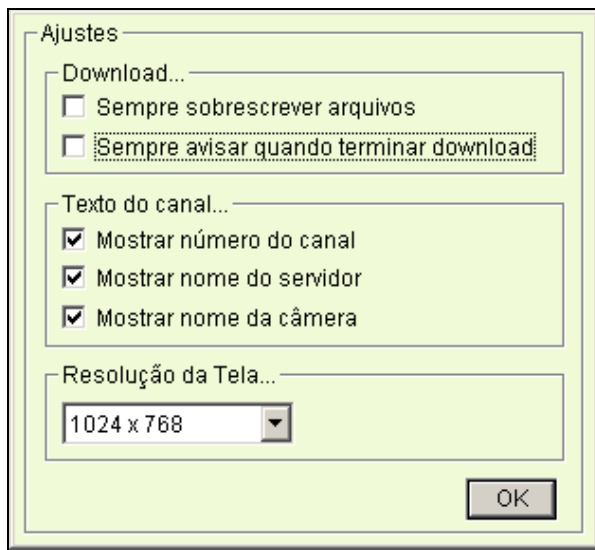 Ajustes
Download...
Sempre sobrescrever arquivos
Sempre avisar quando terminar download
Texto do canal...
Mostrar número do canal
Mostrar nome do servidor
Mostrar nome da câmera
Resolução da Tela...
1024 x 768
OK